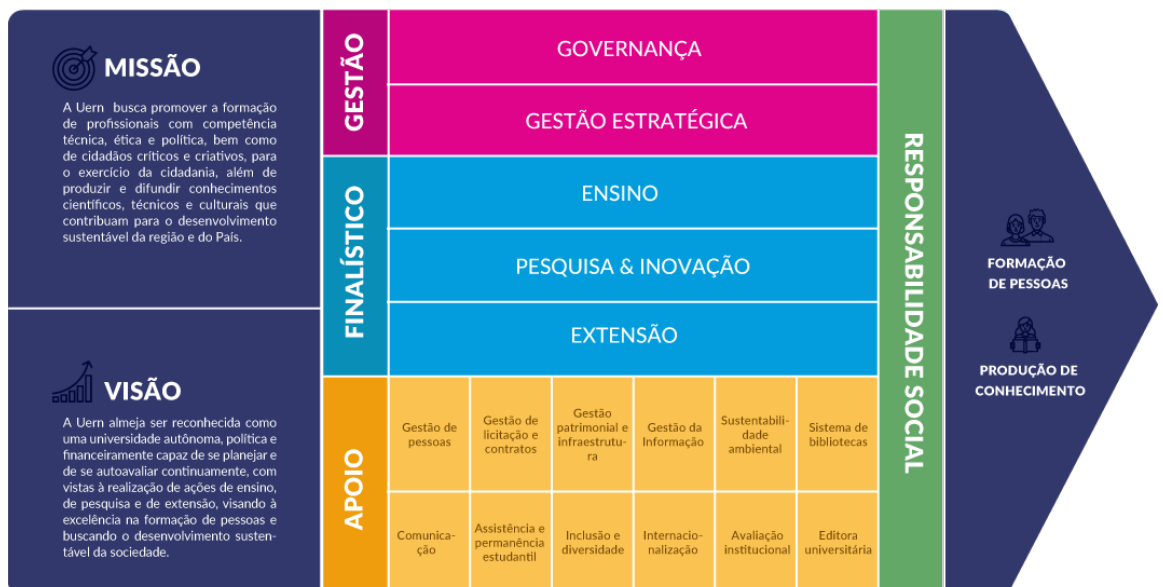 MISSÃO
A Uern busca promover a formação
de profissionais com competência
técnica, ética e política, bem como
de cidadãos críticos e criativos, para
o exercício da cidadania, além de
produzir e difundir conhecimentos
científicos, técnicos e culturais que
contribuam para o desenvolvimento
sustentável da região e do País.
VISÃO
A Uern almeja ser reconhecida como
uma universidade autônoma, política e
financeiramente capaz de se planejar e
de se autoavaliar continuamente, com
vistas à realização de ações de ensino,
de pesquisa e de extensão, visando à
excelência na formação de pessoas e
buscando o desenvolvimento susten-
tável da sociedade.
GESTÃO
GOVERNANÇA
GESTÃO ESTRATÉGICA
FINALÍSTICO
ENSINO
PESQUISA & INOVAÇÃO
EXTENSÃO
APOIO
Gestão de
pessoas
Gestão de
licitação e
contratos
Gestão
patrimonial e
infraestrutu-
ra
Gestão da
Informação
Sustentabili-
dade
ambiental
Sistema de
bibliotecas
Comunica-
ção
Assistência e
permanência
estudantil
Inclusão e
diversidade
Internacio-
nalização
Avaliação
institucional
Editora
universitária
RESPONSABILIDADE SOCIAL
FORMAÇÃO
DE PESSOAS
PRODUÇÃO DE
CONHECIMENTO